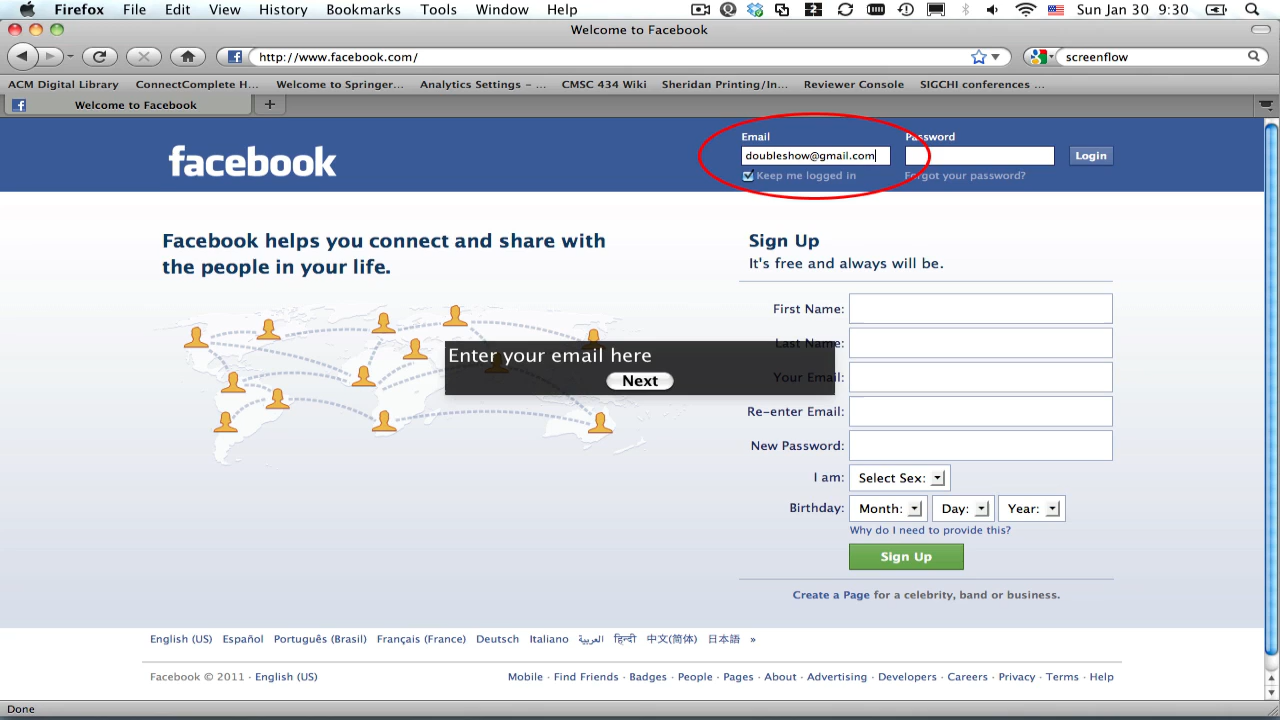 Firefox File Edit View History Bookmarks Tools Window Help Sun Jan 30 9:30
Welcome to Facebook
http://www.facebook.com/ screenflow
ACM Digital Library ConnectComplete H... Welcome to Springer... Analytics Settings - ... CMSC 434 Wiki Sheridan Printing/In... Reviewer Console SIGCHI conferences ...
Welcome to Facebook
Email Password
facebook doubleshow@gmail.com Login
Keep me logged in Forgot your password?
Facebook helps you connect and share with
the people in your life.
Sign Up
It's free and always will be.
First Name:
Last Name:
Enter your email here
Next
Your Email:
Re-enter Email:
New Password:
I am: Select Sex:
Birthday: Month: Day: Year:
Why do I need to provide this?
Sign Up
Create a Page for a celebrity, band or business.
English (US) Español Português (Brasil) Français (France) Deutsch Italiano العربية हिन्दी 中文(简体) 日本語 »
Facebook © 2011 · English (US) Mobile · Find Friends · Badges · People · Pages · About · Advertising · Developers · Careers · Privacy · Terms · Help
Done